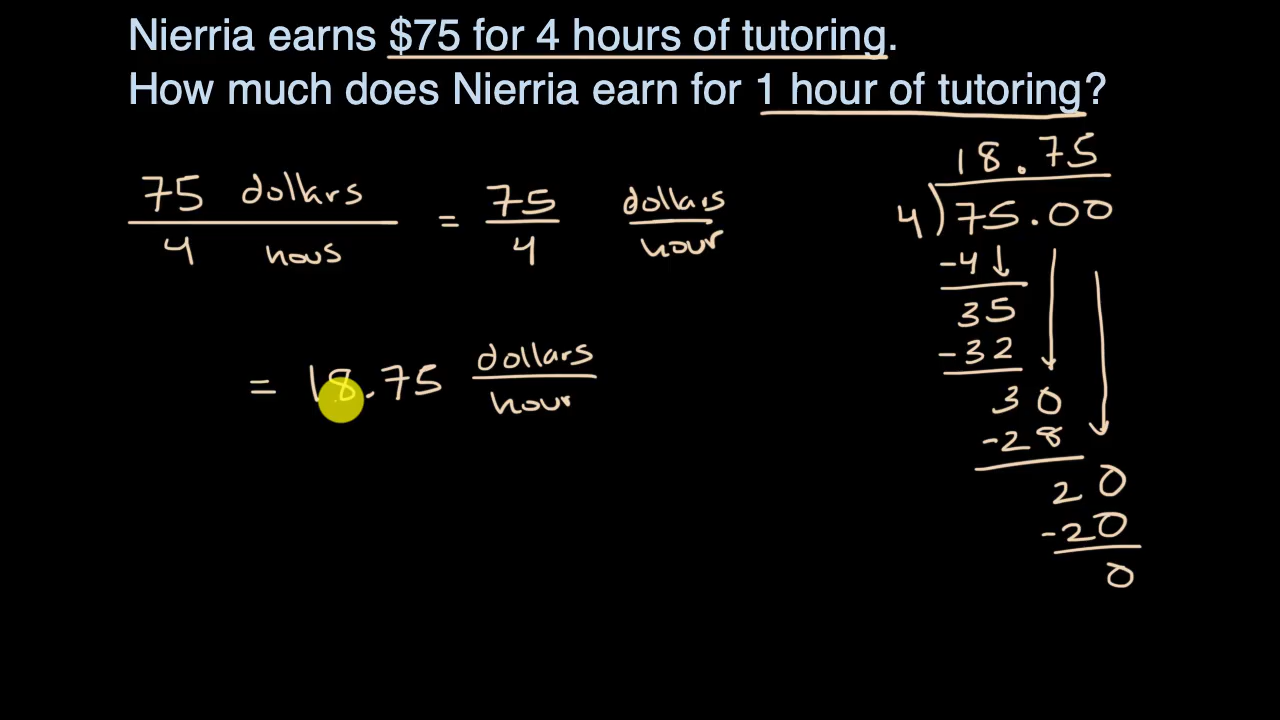 Nierria earns $75 for 4 hours of tutoring.
How much does Nierria earn for 1 hour of tutoring?
75 dollars / 4 hous = 75 / 4 dollars / hour
= 18.75 dollars / hour
18.75
4)75.00
-4
35
-32
30
-28
20
-20
0